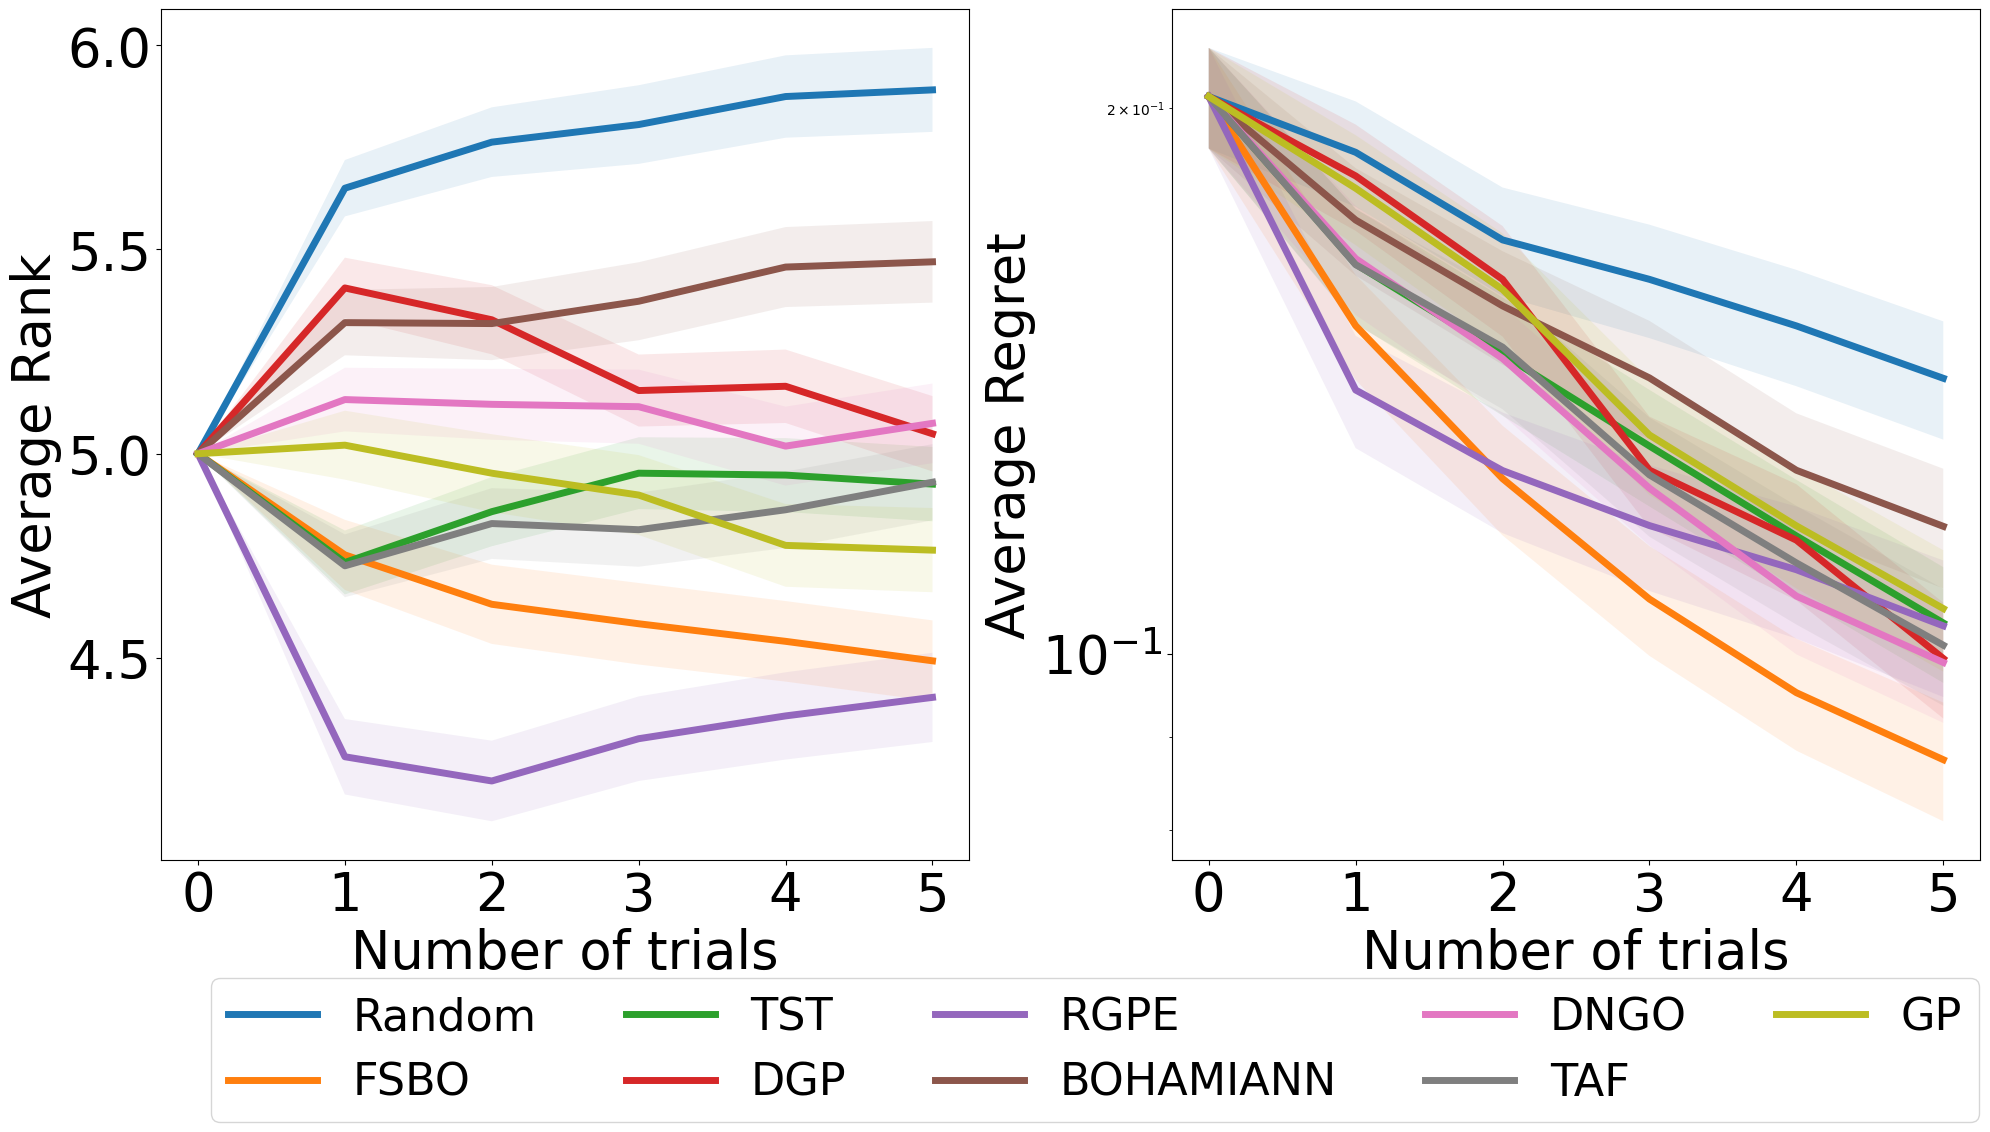 Average Rank
6.0
5.5
5.0
4.5
0 1 2 3 4 5
Number of trials
Average Regret
2 × 10⁻¹
10⁻¹
0 1 2 3 4 5
Number of trials
Random TST RGPE DNGO GP
FSBO DGP BOHAMIANN TAF